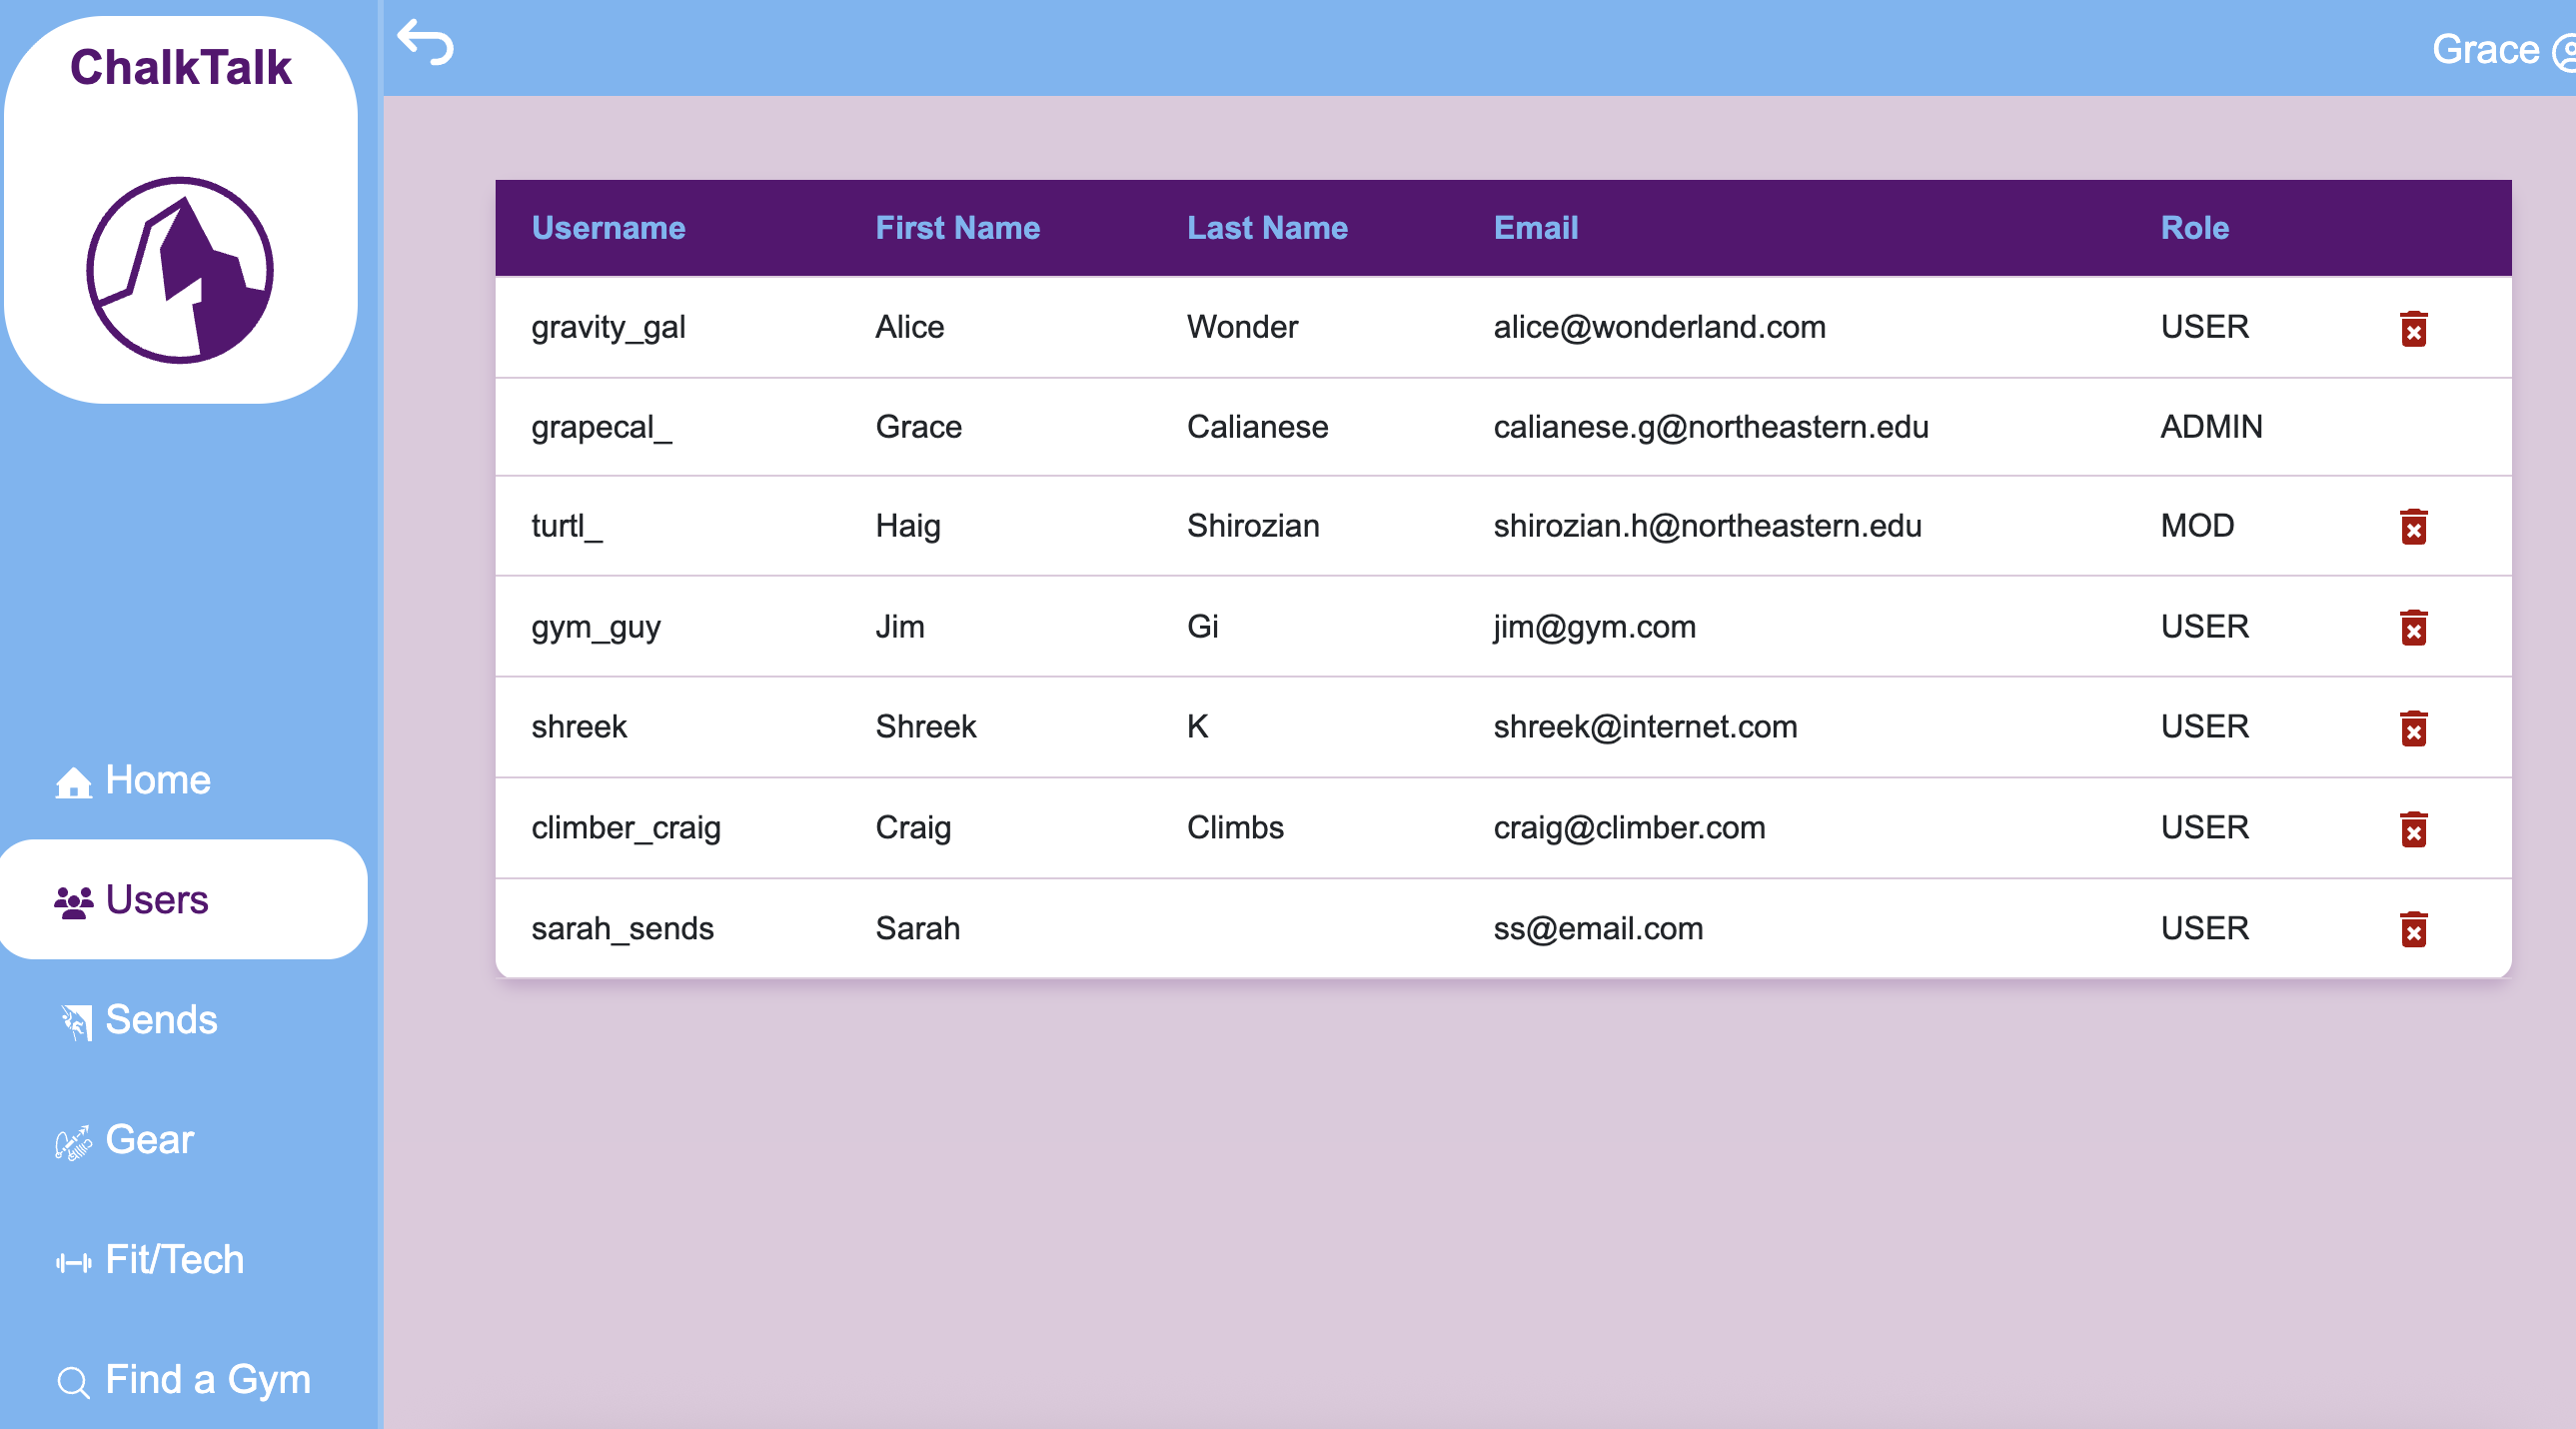 ChalkTalk
Grace
Home
Users
Sends
Gear
Fit/Tech
Find a Gym
Username First Name Last Name Email Role
gravity_gal Alice Wonder alice@wonderland.com USER
grapecal_ Grace Calianese calianese.g@northeastern.edu ADMIN
turtl_ Haig Shirozian shirozian.h@northeastern.edu MOD
gym_guy Jim Gi jim@gym.com USER
shreek Shreek K shreek@internet.com USER
climber_craig Craig Climbs craig@climber.com USER
sarah_sends Sarah ss@email.com USER